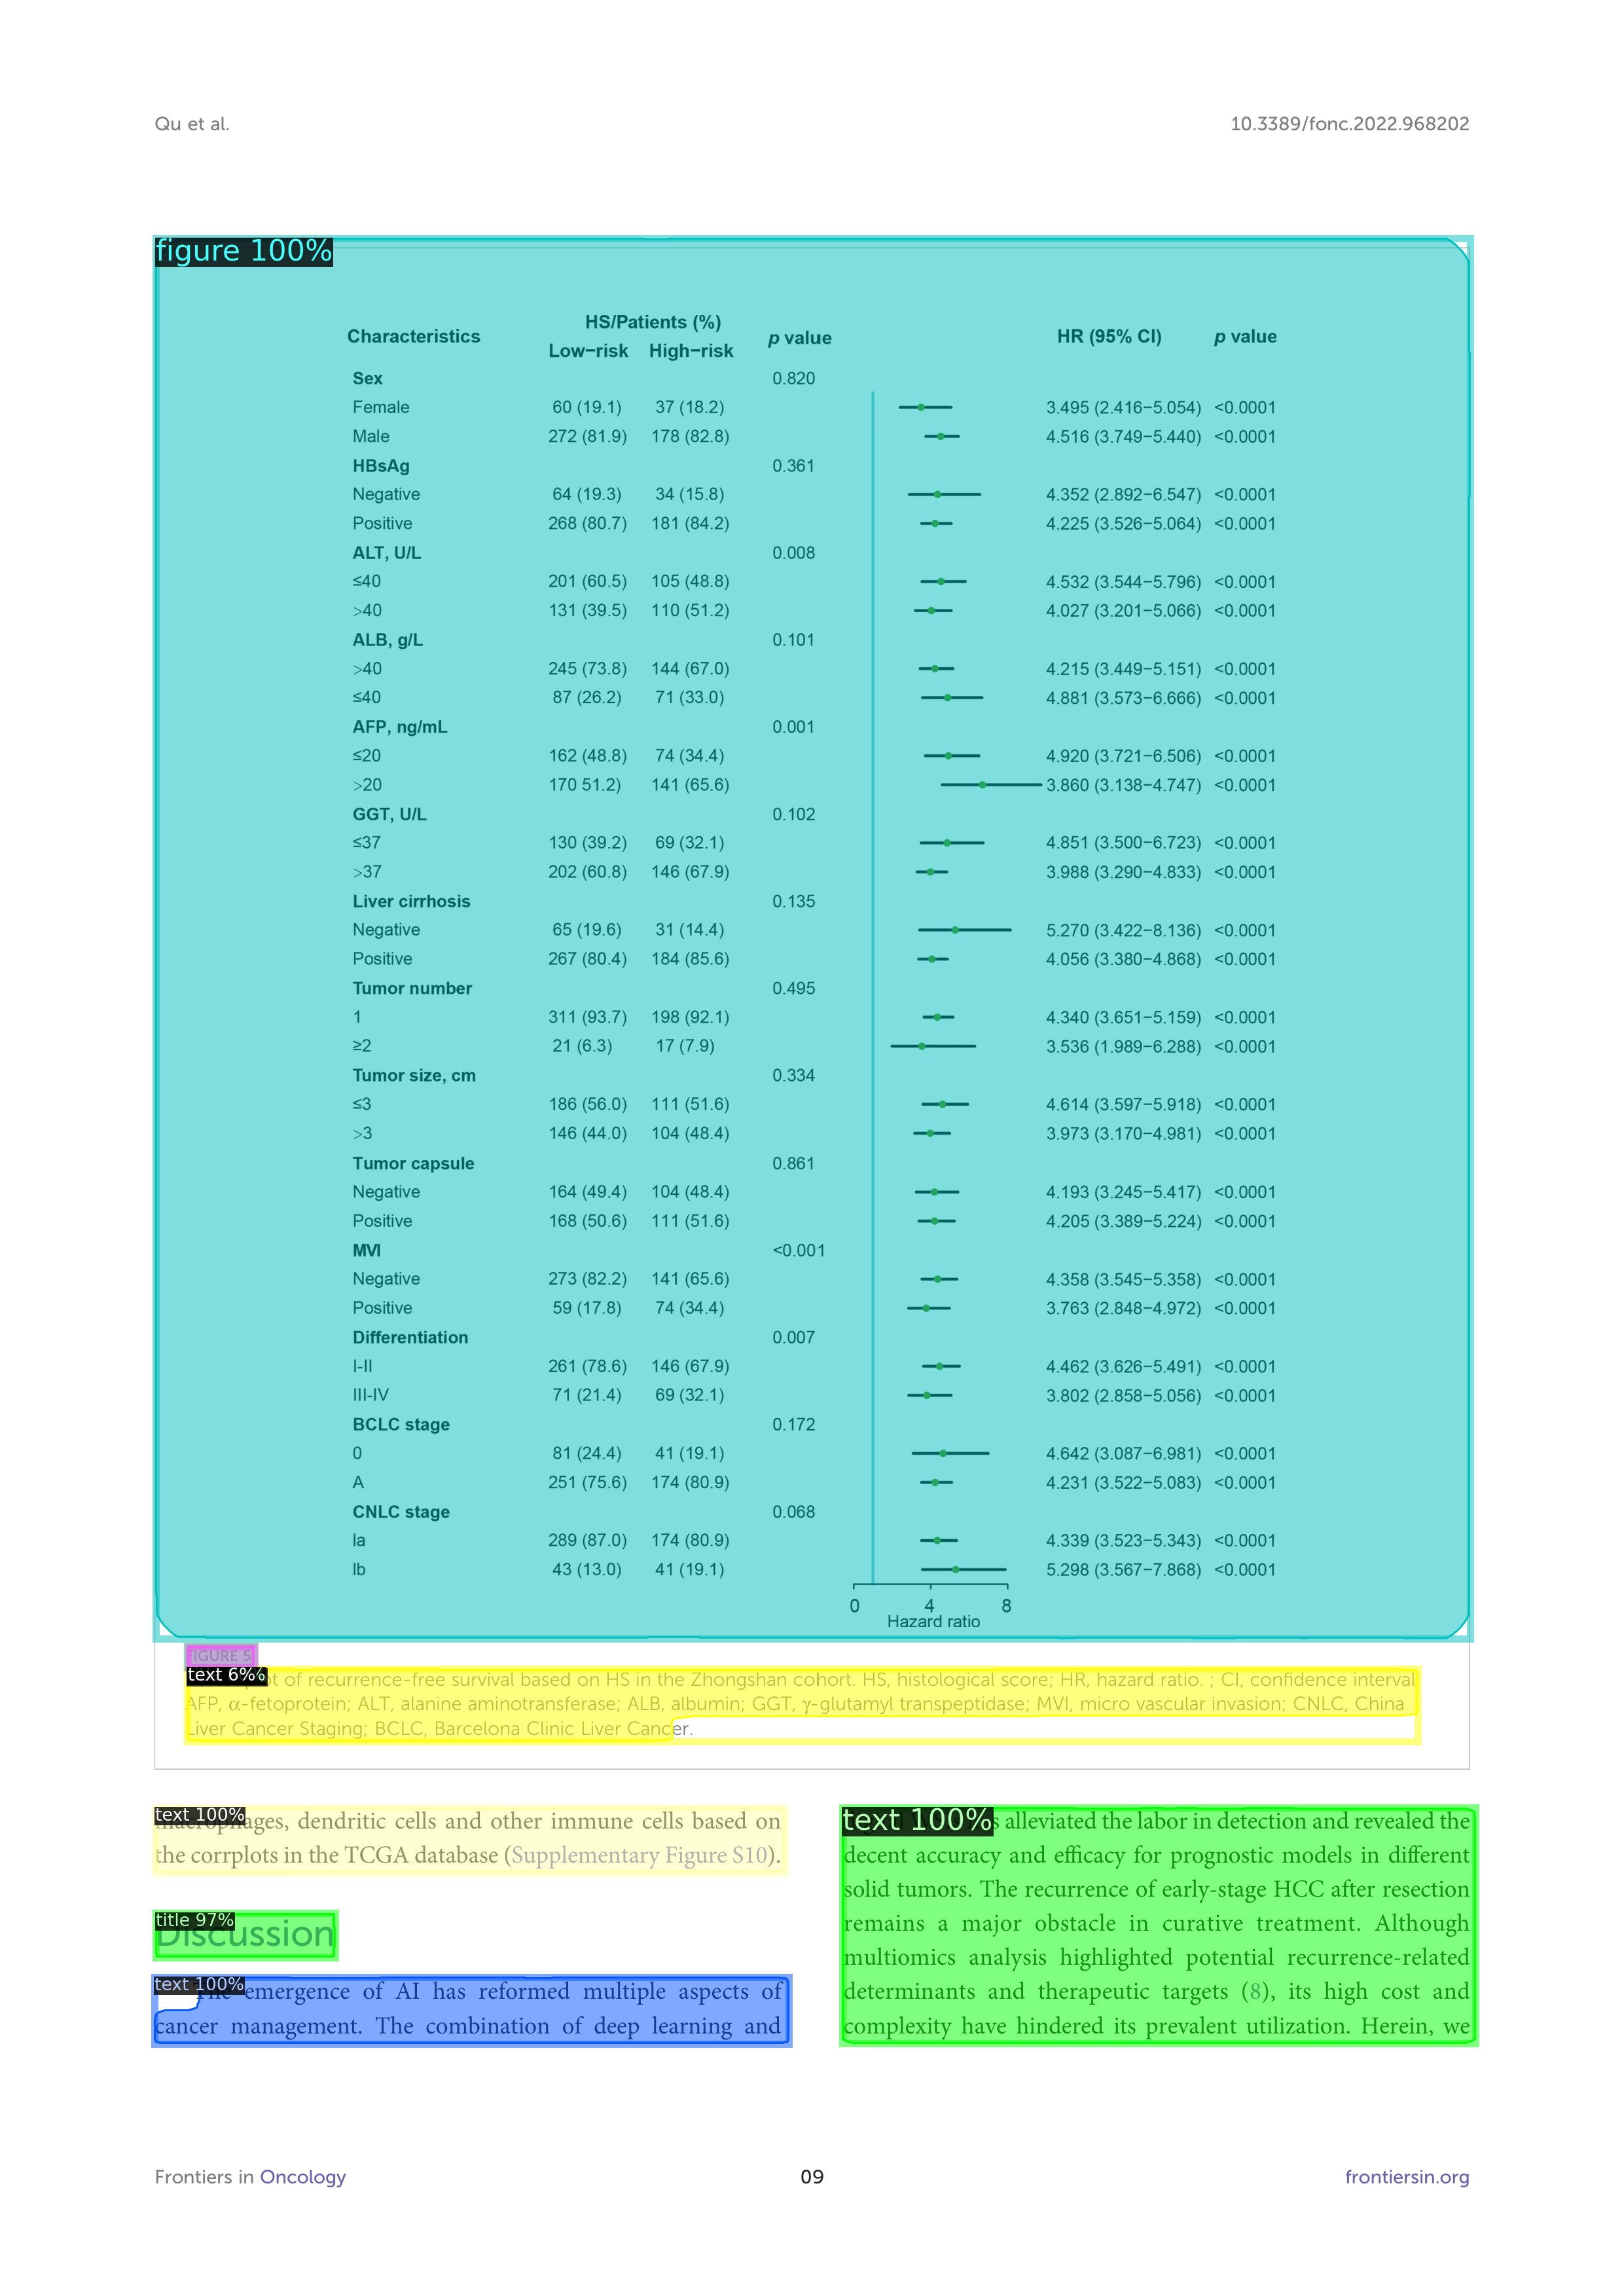 Qu et al.
10.3389/fonc.2022.968202
figure 100%
Characteristics HS/Patients (%) p value HR (95% CI) p value
Low−risk High−risk
Sex 0.820
Female 60 (19.1) 37 (18.2) 3.495 (2.416−5.054) <0.0001
Male 272 (81.9) 178 (82.8) 4.516 (3.749−5.440) <0.0001
HBsAg 0.361
Negative 64 (19.3) 34 (15.8) 4.352 (2.892−6.547) <0.0001
Positive 268 (80.7) 181 (84.2) 4.225 (3.526−5.064) <0.0001
ALT, U/L 0.008
≤40 201 (60.5) 105 (48.8) 4.532 (3.544−5.796) <0.0001
>40 131 (39.5) 110 (51.2) 4.027 (3.201−5.066) <0.0001
ALB, g/L 0.101
>40 245 (73.8) 144 (67.0) 4.215 (3.449−5.151) <0.0001
≤40 87 (26.2) 71 (33.0) 4.881 (3.573−6.666) <0.0001
AFP, ng/mL 0.001
≤20 162 (48.8) 74 (34.4) 4.920 (3.721−6.506) <0.0001
>20 170 51.2) 141 (65.6) 3.860 (3.138−4.747) <0.0001
GGT, U/L 0.102
≤37 130 (39.2) 69 (32.1) 4.851 (3.500−6.723) <0.0001
>37 202 (60.8) 146 (67.9) 3.988 (3.290−4.833) <0.0001
Liver cirrhosis 0.135
Negative 65 (19.6) 31 (14.4) 5.270 (3.422−8.136) <0.0001
Positive 267 (80.4) 184 (85.6) 4.056 (3.380−4.868) <0.0001
Tumor number 0.495
1 311 (93.7) 198 (92.1) 4.340 (3.651−5.159) <0.0001
≥2 21 (6.3) 17 (7.9) 3.536 (1.989−6.288) <0.0001
Tumor size, cm 0.334
≤3 186 (56.0) 111 (51.6) 4.614 (3.597−5.918) <0.0001
>3 146 (44.0) 104 (48.4) 3.973 (3.170−4.981) <0.0001
Tumor capsule 0.861
Negative 164 (49.4) 104 (48.4) 4.193 (3.245−5.417) <0.0001
Positive 168 (50.6) 111 (51.6) 4.205 (3.389−5.224) <0.0001
MVI <0.001
Negative 273 (82.2) 141 (65.6) 4.358 (3.545−5.358) <0.0001
Positive 59 (17.8) 74 (34.4) 3.763 (2.848−4.972) <0.0001
Differentiation 0.007
I-II 261 (78.6) 146 (67.9) 4.462 (3.626−5.491) <0.0001
III-IV 71 (21.4) 69 (32.1) 3.802 (2.858−5.056) <0.0001
BCLC stage 0.172
0 81 (24.4) 41 (19.1) 4.642 (3.087−6.981) <0.0001
A 251 (75.6) 174 (80.9) 4.231 (3.522−5.083) <0.0001
CNLC stage 0.068
Ia 289 (87.0) 174 (80.9) 4.339 (3.523−5.343) <0.0001
Ib 43 (13.0) 41 (19.1) 5.298 (3.567−7.868) <0.0001
0 4 8
Hazard ratio
FIGURE 5
text 6%
of recurrence-free survival based on HS in the Zhongshan cohort. HS, histological score; HR, hazard ratio. ; CI, confidence interval;
AFP, α-fetoprotein; ALT, alanine aminotransferase; ALB, albumin; GGT, γ-glutamyl transpeptidase; MVI, micro vascular invasion; CNLC, China
Liver Cancer Staging; BCLC, Barcelona Clinic Liver Cancer.
text 100%
macrophages, dendritic cells and other immune cells based on
the corrplots in the TCGA database (Supplementary Figure S10).
title 97%
Discussion
text 100%
The emergence of AI has reformed multiple aspects of
cancer management. The combination of deep learning and
text 100%
alleviated the labor in detection and revealed the
decent accuracy and efficacy for prognostic models in different
solid tumors. The recurrence of early-stage HCC after resection
remains a major obstacle in curative treatment. Although
multiomics analysis highlighted potential recurrence-related
determinants and therapeutic targets (8), its high cost and
complexity have hindered its prevalent utilization. Herein, we
Frontiers in Oncology
09
frontiersin.org